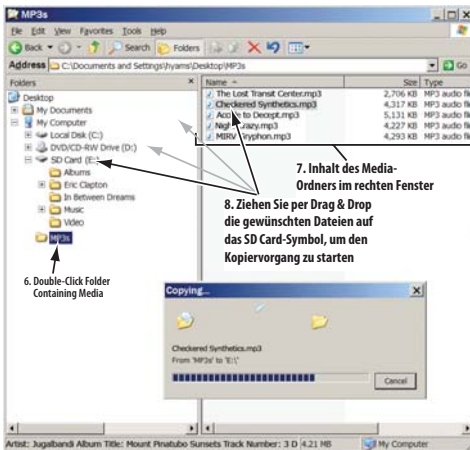 MP3s
File Edit View Favorites Tools Help
Back Search Folders
Address C:\Documents and Settings\hyams\Desktop\MP3s Go
Folders
Desktop
My Documents
My Computer
Local Disk (C:)
DVD/CD-RW Drive (D:)
SD Card (E:)
Albums
Eric Clapton
In Between Dreams
Music
Video
MP3s
Name Size Type
The Lost Transit Center.mp3 2,706 KB MP3 audio file
Checkered Synthetics.mp3 4,317 KB MP3 audio file
to Decept.mp3 5,131 KB MP3 audio file
4,227 KB MP3 audio file
MIRV Gryphon.mp3 4,293 KB MP3 audio file
7. Inhalt des Media-
Ordners im rechten Fenster
8. Ziehen Sie per Drag & Drop
die gewünschten Dateien auf
das SD Card-Symbol, um den
Kopiervorgang zu starten
6. Double-Click Folder
Containing Media
Copying...
Checkered Synthetics.mp3
From 'MP3s' to 'E:\'
Cancel
Artist: Jugalbandi Album Title: Mount Pinatubo Sunsets Track Number: 3 D 4.21 MB My Computer